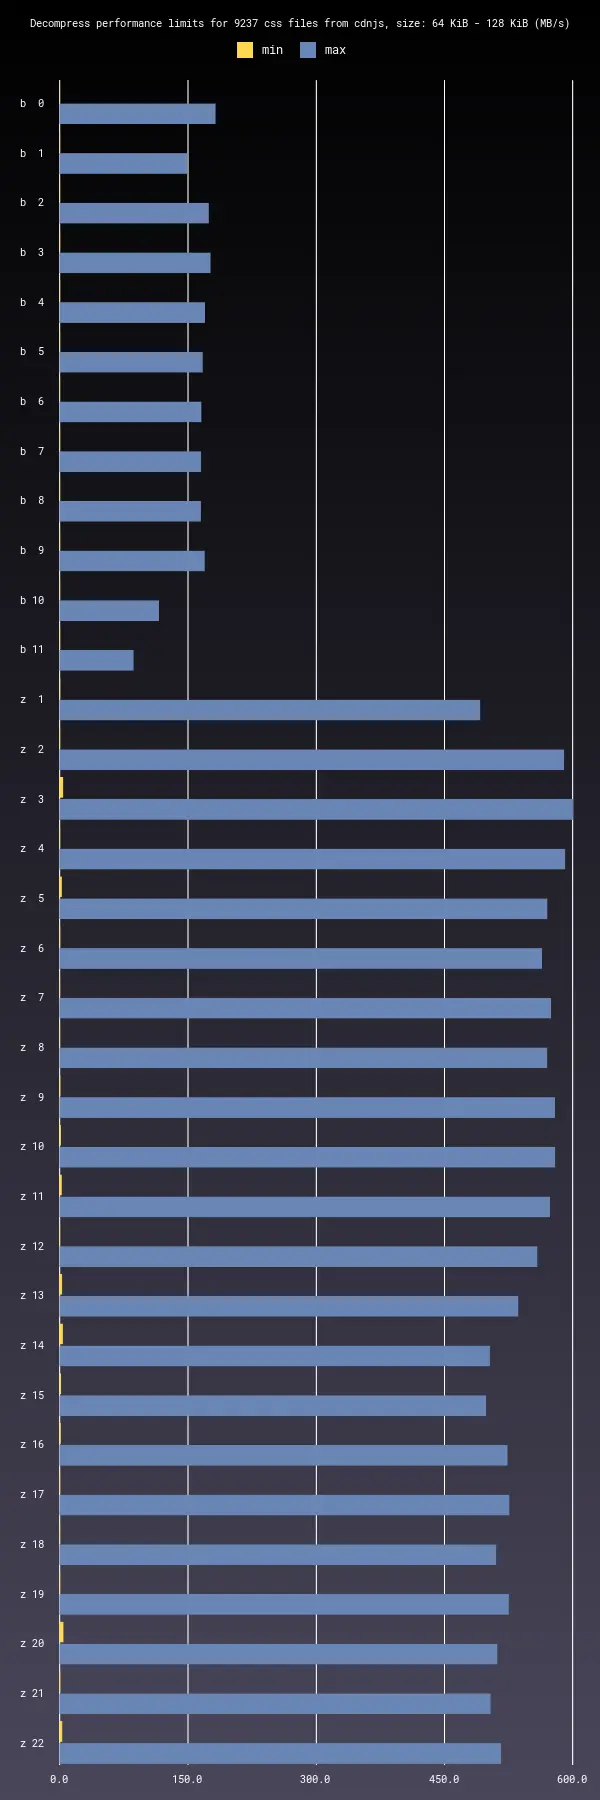 Decompress performance limits for 9237 css files from cdnjs, size: 64 KiB - 128 KiB (MB/s)
min max
b 0
b 1
b 2
b 3
b 4
b 5
b 6
b 7
b 8
b 9
b 10
b 11
z 1
z 2
z 3
z 4
z 5
z 6
z 7
z 8
z 9
z 10
z 11
z 12
z 13
z 14
z 15
z 16
z 17
z 18
z 19
z 20
z 21
z 22
0.0 150.0 300.0 450.0 600.0